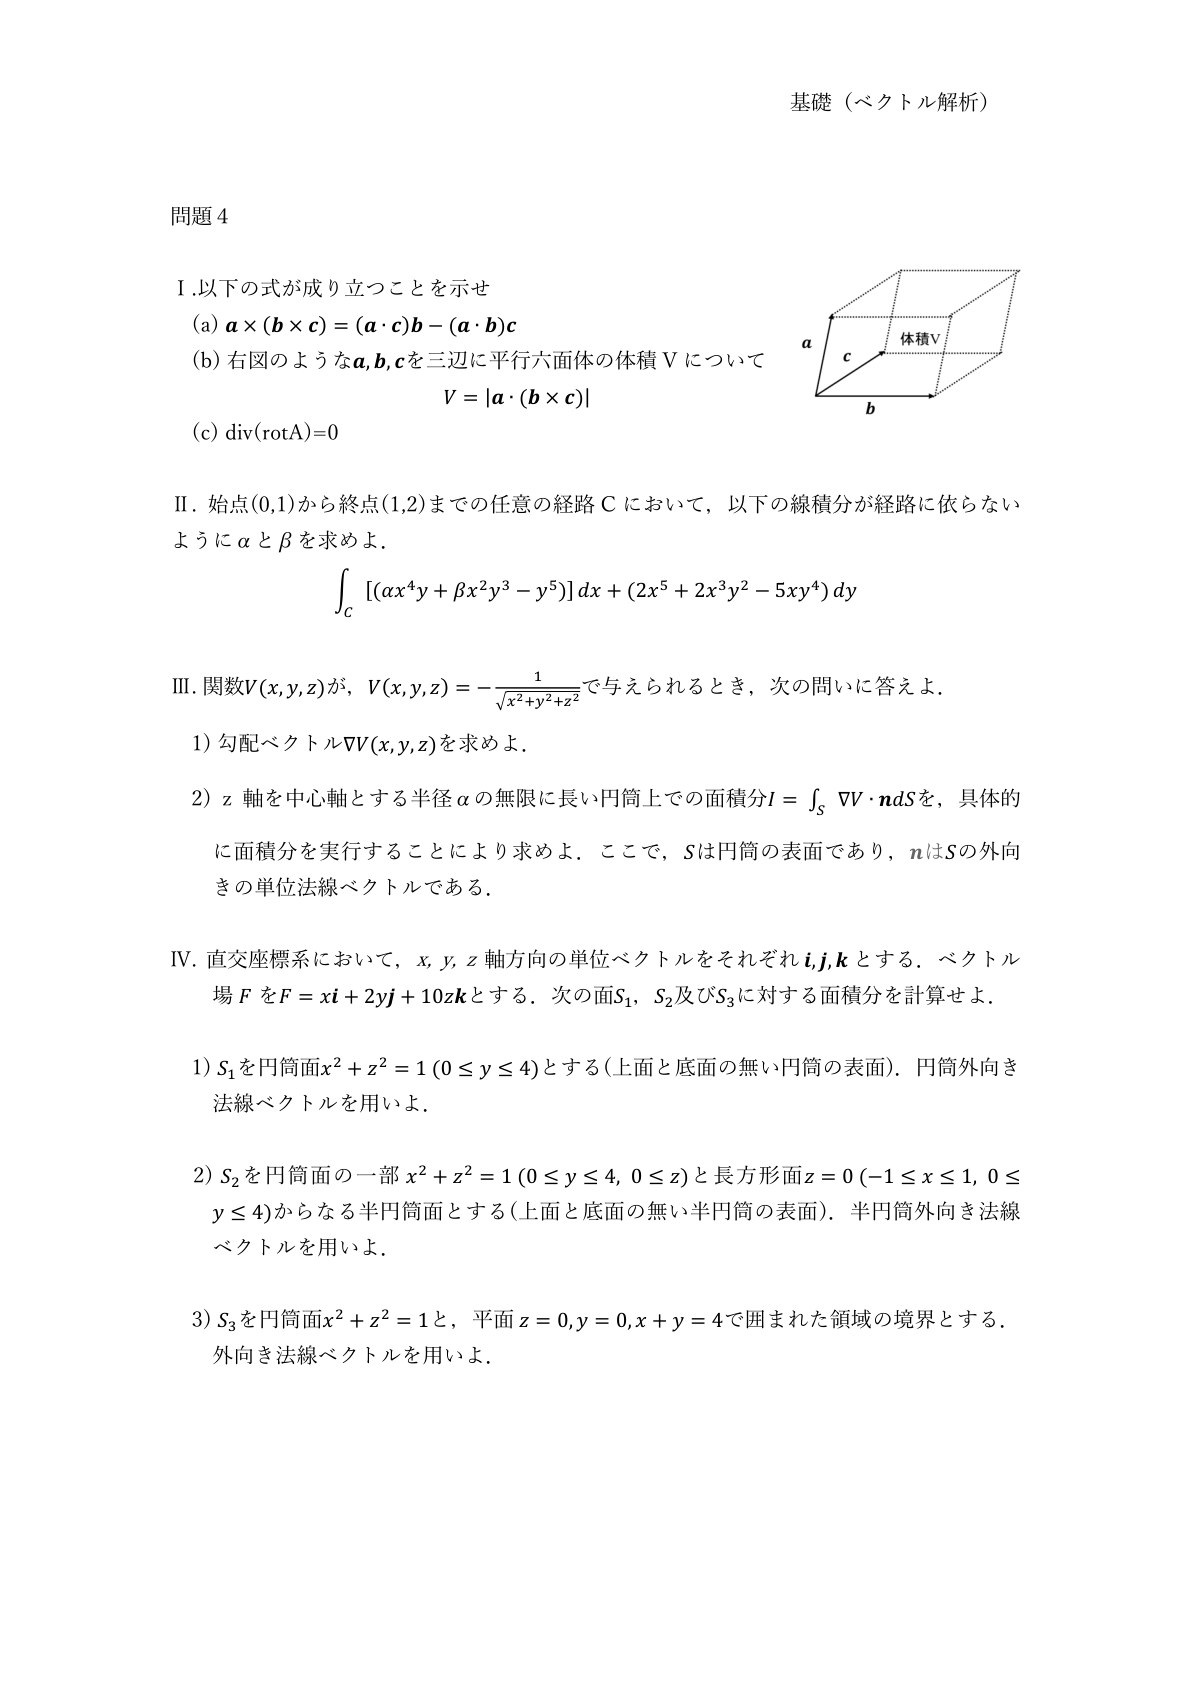 基礎（ベクトル解析）
問題４
Ⅰ.以下の式が成り立つことを示せ
(a) a × (b × c) = (a · c)b − (a · b)c
(b) 右図のようなa, b, cを三辺に平行六面体の体積 V について
V = |a · (b × c)|
(c) div(rotA)=0
a
c
体積V
b
Ⅱ. 始点(0,1)から終点(1,2)までの任意の経路 C において，以下の線積分が経路に依らない
ように α と β を求めよ．
∫_C [(αx⁴y + βx²y³ − y⁵)] dx + (2x⁵ + 2x³y² − 5xy⁴) dy
Ⅲ. 関数V(x, y, z)が，V(x, y, z) = − 1/√(x²+y²+z²) で与えられるとき，次の問いに答えよ．
1) 勾配ベクトル∇V(x, y, z)を求めよ．
2) z 軸を中心軸とする半径 α の無限に長い円筒上での面積分I = ∫_S ∇V · ndSを，具体的
に面積分を実行することにより求めよ．ここで，Sは円筒の表面であり，nはSの外向
きの単位法線ベクトルである．
Ⅳ. 直交座標系において，x, y, z 軸方向の単位ベクトルをそれぞれ i, j, k とする．ベクトル
場 F をF = xi + 2yj + 10zkとする．次の面S₁，S₂及びS₃に対する面積分を計算せよ．
1) S₁を円筒面x² + z² = 1 (0 ≤ y ≤ 4)とする(上面と底面の無い円筒の表面)．円筒外向き
法線ベクトルを用いよ．
2) S₂を円筒面の一部 x² + z² = 1 (0 ≤ y ≤ 4, 0 ≤ z)と長方形面z = 0 (−1 ≤ x ≤ 1, 0 ≤
y ≤ 4)からなる半円筒面とする(上面と底面の無い半円筒の表面)．半円筒外向き法線
ベクトルを用いよ．
3) S₃を円筒面x² + z² = 1と，平面 z = 0, y = 0, x + y = 4で囲まれた領域の境界とする．
外向き法線ベクトルを用いよ．